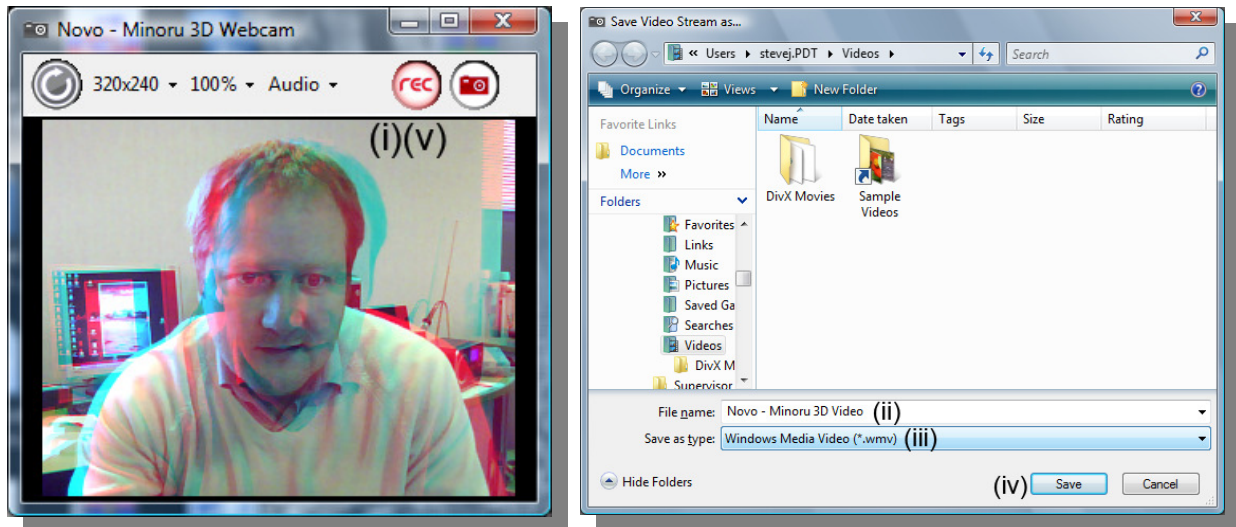 Novo - Minoru 3D Webcam
320x240 100% Audio rec
(i)(v)
Save Video Stream as...
« Users stevej.PDT Videos Search
Organize Views New Folder
Favorite Links
Documents
More »
Folders
Favorites
Links
Music
Pictures
Saved Ga
Searches
Videos
DivX M
Supervisor
Name Date taken Tags Size Rating
DivX Movies
Sample
Videos
File name: Novo - Minoru 3D Video (ii)
Save as type: Windows Media Video (*.wmv) (iii)
Hide Folders (iv) Save Cancel